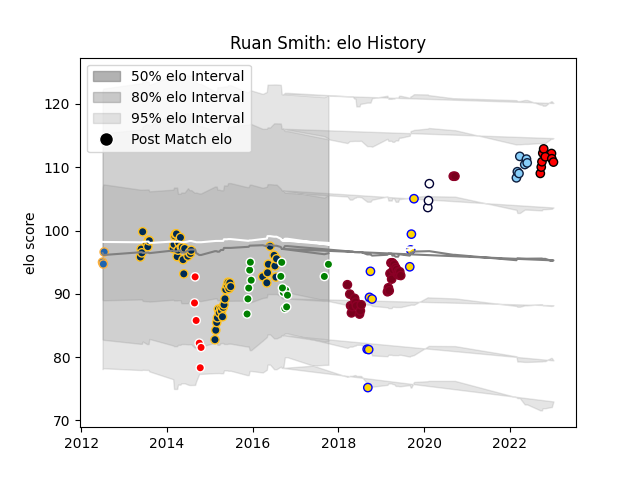 Ruan Smith: elo History
50% elo Interval
80% elo Interval
95% elo Interval
Post Match elo
elo score
120
110
100
90
80
70
2012 2014 2016 2018 2020 2022